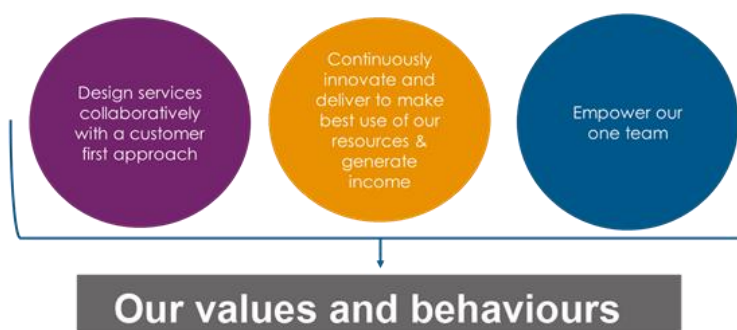 Design services
collaboratively
with a customer
first approach
Continuously
innovate and
deliver to make
best use of our
resources &
generate
income
Empower our
one team
Our values and behaviours